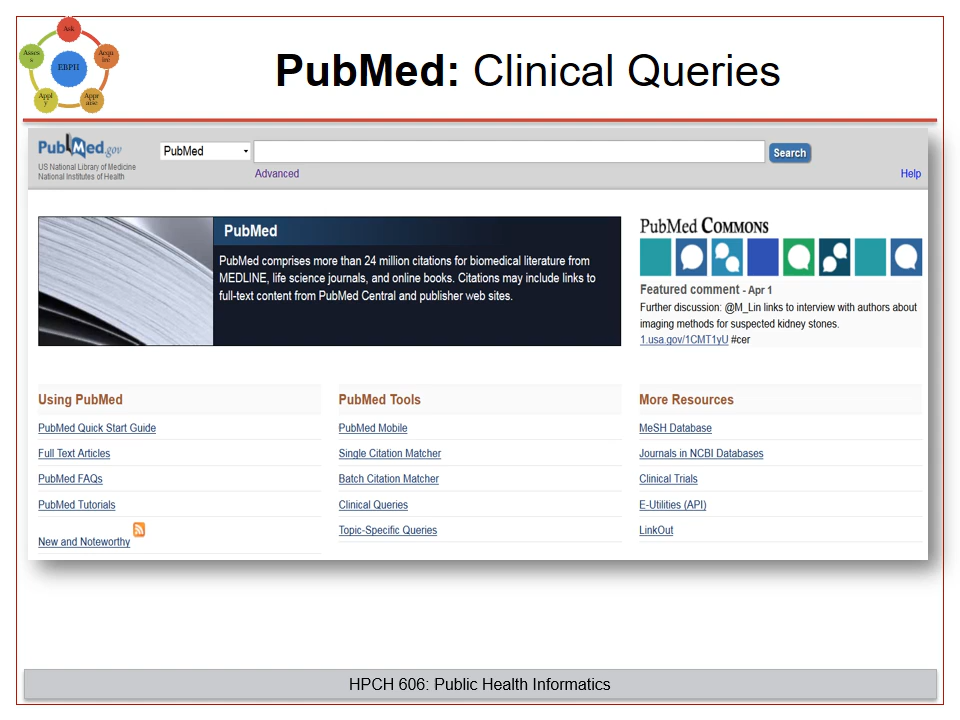 Ask
Asses
s
Acqu
ire
EBPH
Appl
y
Appr
aise
PubMed: Clinical Queries
PubMed.gov
US National Library of Medicine
National Institutes of Health
PubMed
Search
Advanced
Help
PubMed
PubMed comprises more than 24 million citations for biomedical literature from
MEDLINE, life science journals, and online books. Citations may include links to
full-text content from PubMed Central and publisher web sites.
PubMed COMMONS
Featured comment - Apr 1
Further discussion: @M_Lin links to interview with authors about
imaging methods for suspected kidney stones.
1.usa.gov/1CMT1yU #cer
Using PubMed
PubMed Quick Start Guide
Full Text Articles
PubMed FAQs
PubMed Tutorials
New and Noteworthy
PubMed Tools
PubMed Mobile
Single Citation Matcher
Batch Citation Matcher
Clinical Queries
Topic-Specific Queries
More Resources
MeSH Database
Journals in NCBI Databases
Clinical Trials
E-Utilities (API)
LinkOut
HPCH 606: Public Health Informatics